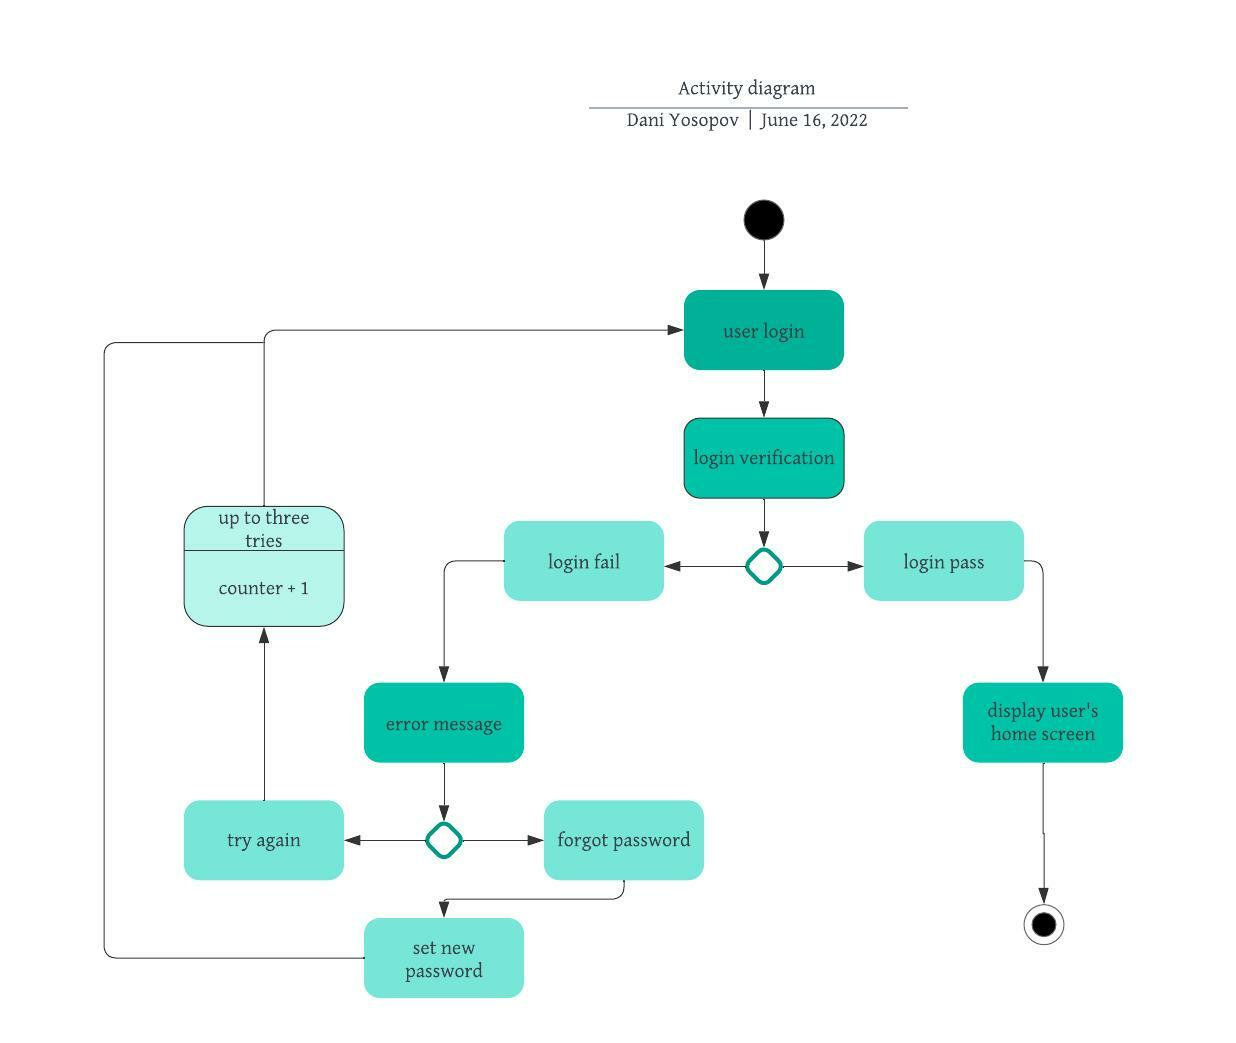 Activity diagram
Dani Yosopov | June 16, 2022
user login
login verification
up to three
tries
counter + 1
login fail
login pass
error message
display user's
home screen
try again
forgot password
set new
password